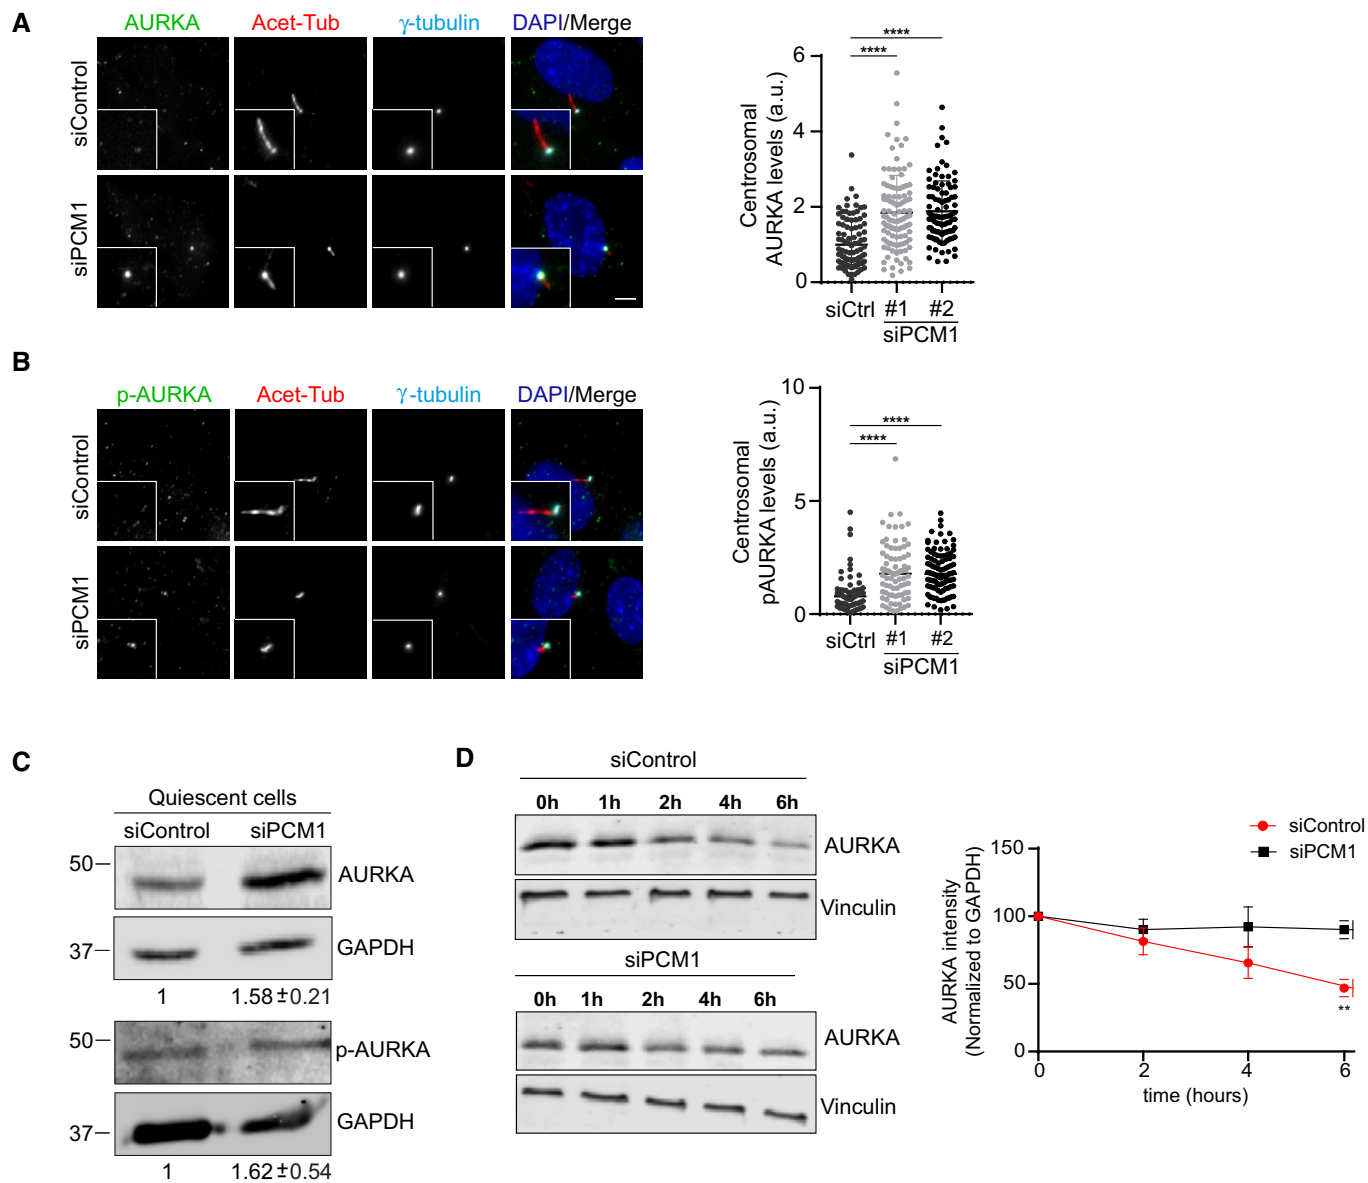 A
AURKA Acet-Tub γ-tubulin DAPI/Merge
siControl
siPCM1
Centrosomal
AURKA levels (a.u.)
6
4
2
0
****
****
siCtrl #1 #2
siPCM1
B
p-AURKA Acet-Tub γ-tubulin DAPI/Merge
siControl
siPCM1
Centrosomal
pAURKA levels (a.u.)
10
5
0
****
****
siCtrl #1 #2
siPCM1
C
Quiescent cells
siControl siPCM1
50 AURKA
37 GAPDH
1 1.58±0.21
50 p-AURKA
37 GAPDH
1 1.62±0.54
D
siControl
0h 1h 2h 4h 6h
AURKA
Vinculin
siPCM1
0h 1h 2h 4h 6h
AURKA
Vinculin
siControl
siPCM1
AURKA intensity
(Normalized to GAPDH)
150
100
50
0
**
0 2 4 6
time (hours)